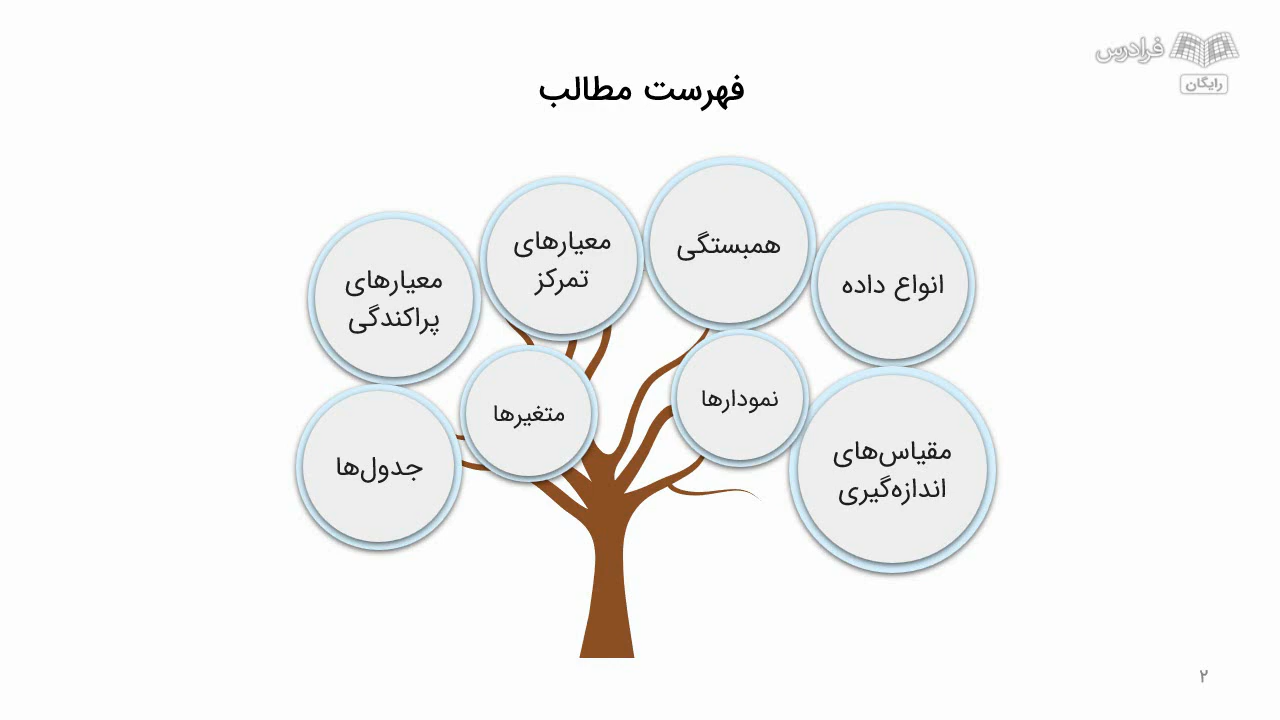 فرادرس
رایگان
فهرست مطالب
انواع داده
همبستگی
معیارهای
تمرکز
معیارهای
پراکندگی
مقیاس‌های
اندازه‌گیری
نمودارها
متغیرها
جدول‌ها
۲